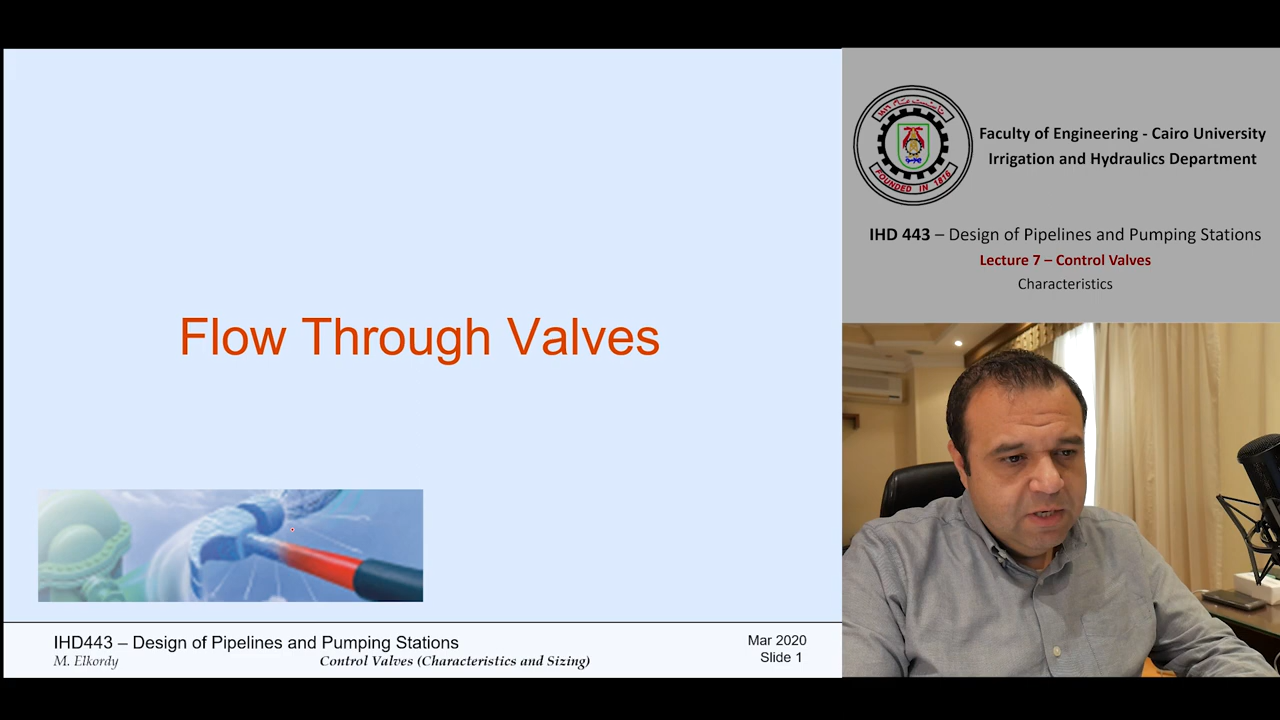 Flow Through Valves
IHD443 – Design of Pipelines and Pumping Stations
M. Elkordy
Control Valves (Characteristics and Sizing)
Mar 2020
Slide 1
FOUNDED IN 1816
Faculty of Engineering - Cairo University
Irrigation and Hydraulics Department
IHD 443 – Design of Pipelines and Pumping Stations
Lecture 7 – Control Valves
Characteristics